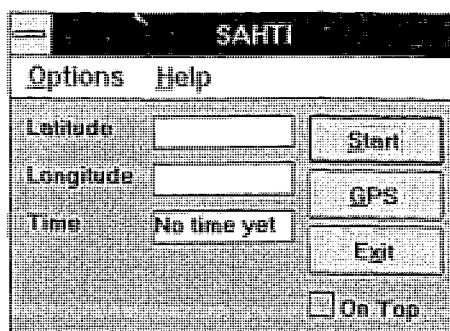 SAHTI
Options Help
Latitude
Start
Longitude
GPS
Time No time yet
Exit
On Top